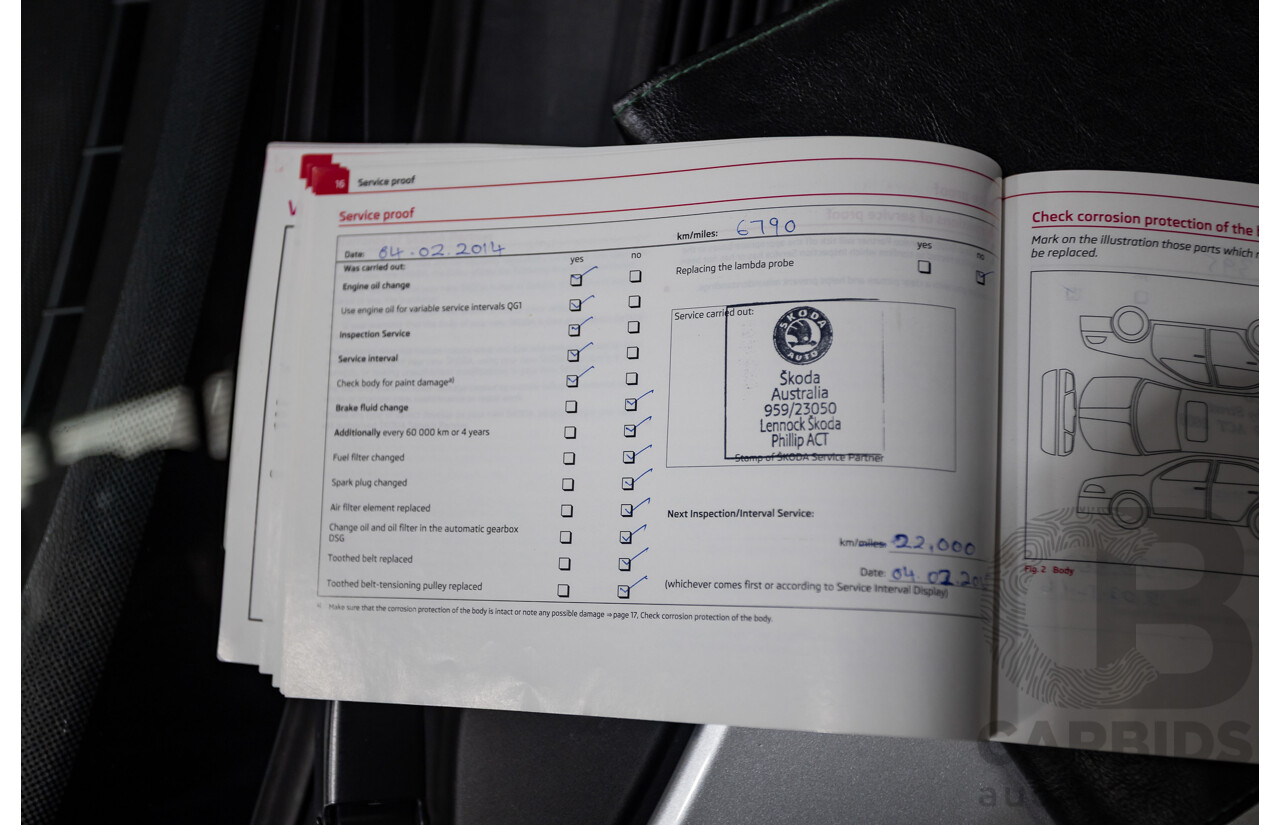 16 Service proof
Service proof
Date: 04.02.2014 km/miles: 6790
Was carried out: yes no
Engine oil change
Use engine oil for variable service intervals QG1
Inspection Service
Service interval
Check body for paint damage a)
Brake fluid change
Additionally every 60 000 km or 4 years
Fuel filter changed
Spark plug changed
Air filter element replaced
Change oil and oil filter in the automatic gearbox
DSG
Toothed belt replaced
Toothed belt-tensioning pulley replaced
yes no
Replacing the lambda probe
Service carried out:
ŠKODA
AUTO
Škoda
Australia
959/23050
Lennock Škoda
Phillip ACT
Stamp of ŠKODA Service Partner
Next Inspection/Interval Service:
km/miles: 22,000
Date: 04.02.
(whichever comes first or according to Service Interval Display)
a) Make sure that the corrosion protection of the body is intact or note any possible damage ⇒ page 17, Check corrosion protection of the body.
Check corrosion protection of the
Mark on the illustration those parts which
be replaced.
Fig. 2 Body
CARBIDS